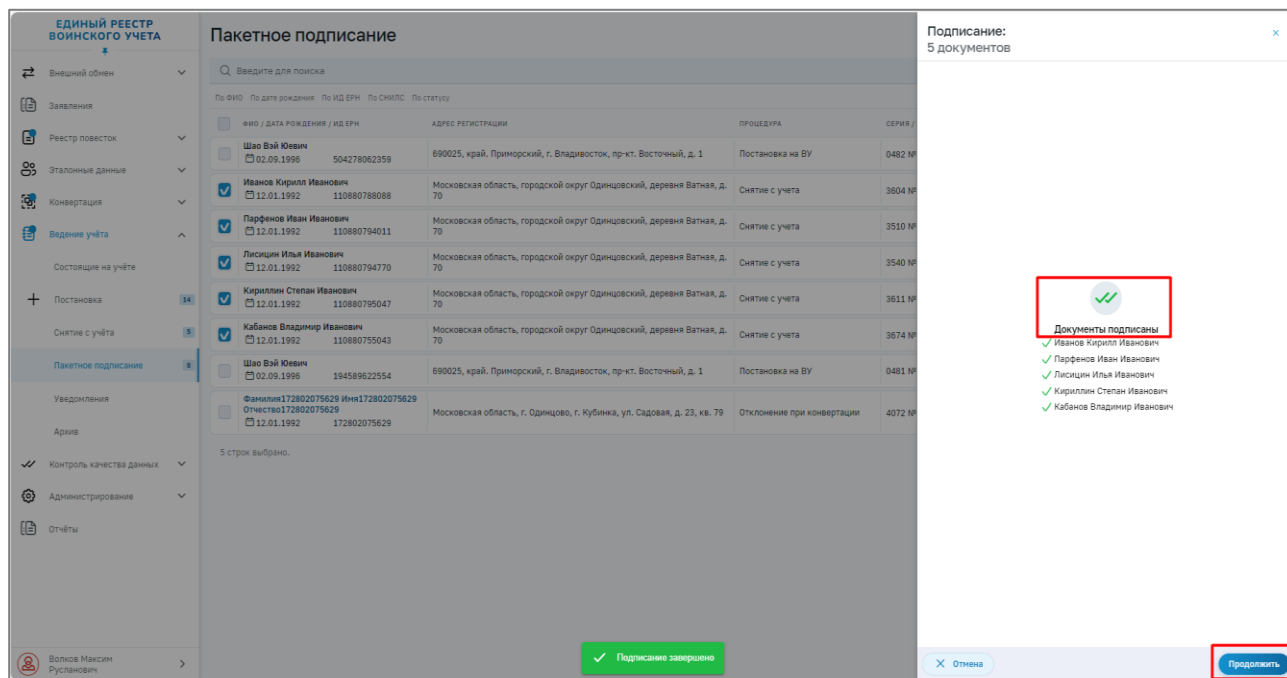 ЕДИНЫЙ РЕЕСТР
ВОИНСКОГО УЧЕТА
Внешний обмен
Заявления
Реестр повесток
Эталонные данные
Конвертация
Ведение учёта
Состоящие на учёте
Постановка 14
Снятие с учёта 5
Пакетное подписание 8
Уведомления
Архив
Контроль качества данных
Администрирование
Отчёты
Волков Максим
Русланович
Пакетное подписание
Введите для поиска
По ФИО По дате рождения По ИД ЕРН По СНИЛС По статусу
ФИО / ДАТА РОЖДЕНИЯ / ИД ЕРН АДРЕС РЕГИСТРАЦИИ ПРОЦЕДУРА СЕРИЯ /
Шао Вэй Юевич
02.09.1996 504278062359 690025, край. Приморский, г. Владивосток, пр-кт. Восточный, д. 1 Постановка на ВУ 0482 №
Иванов Кирилл Иванович
12.01.1992 110880788088 Московская область, городской округ Одинцовский, деревня Ватная, д.
70 Снятие с учета 3604 №
Парфенов Иван Иванович
12.01.1992 110880794011 Московская область, городской округ Одинцовский, деревня Ватная, д.
70 Снятие с учета 3510 №
Лисицин Илья Иванович
12.01.1992 110880794770 Московская область, городской округ Одинцовский, деревня Ватная, д.
70 Снятие с учета 3540 №
Кириллин Степан Иванович
12.01.1992 110880795047 Московская область, городской округ Одинцовский, деревня Ватная, д.
70 Снятие с учета 3611 №
Кабанов Владимир Иванович
12.01.1992 110880755043 Московская область, городской округ Одинцовский, деревня Ватная, д.
70 Снятие с учета 3674 №
Шао Вэй Юевич
02.09.1996 194589622554 690025, край. Приморский, г. Владивосток, пр-кт. Восточный, д. 1 Постановка на ВУ 0481 №
Фамилия172802075629 Имя172802075629
Отчество172802075629
12.01.1992 172802075629 Московская область, г. Одинцово, г. Кубинка, ул. Садовая, д. 23, кв. 79 Отклонение при конвертации 4072 №
5 строк выбрано.
Подписание завершено
Подписание:
5 документов
Документы подписаны
Иванов Кирилл Иванович
Парфенов Иван Иванович
Лисицин Илья Иванович
Кириллин Степан Иванович
Кабанов Владимир Иванович
Отмена
Продолжить